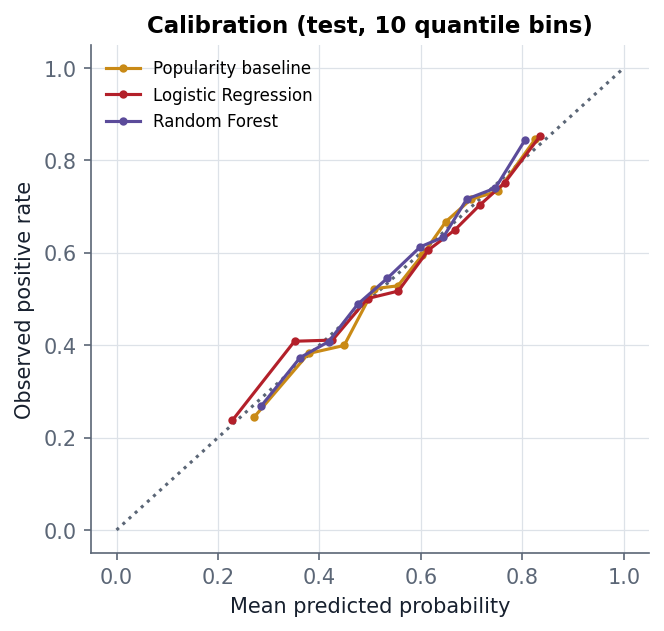 Calibration (test, 10 quantile bins)
Popularity baseline
Logistic Regression
Random Forest
Observed positive rate
1.0
0.8
0.6
0.4
0.2
0.0
0.0 0.2 0.4 0.6 0.8 1.0
Mean predicted probability